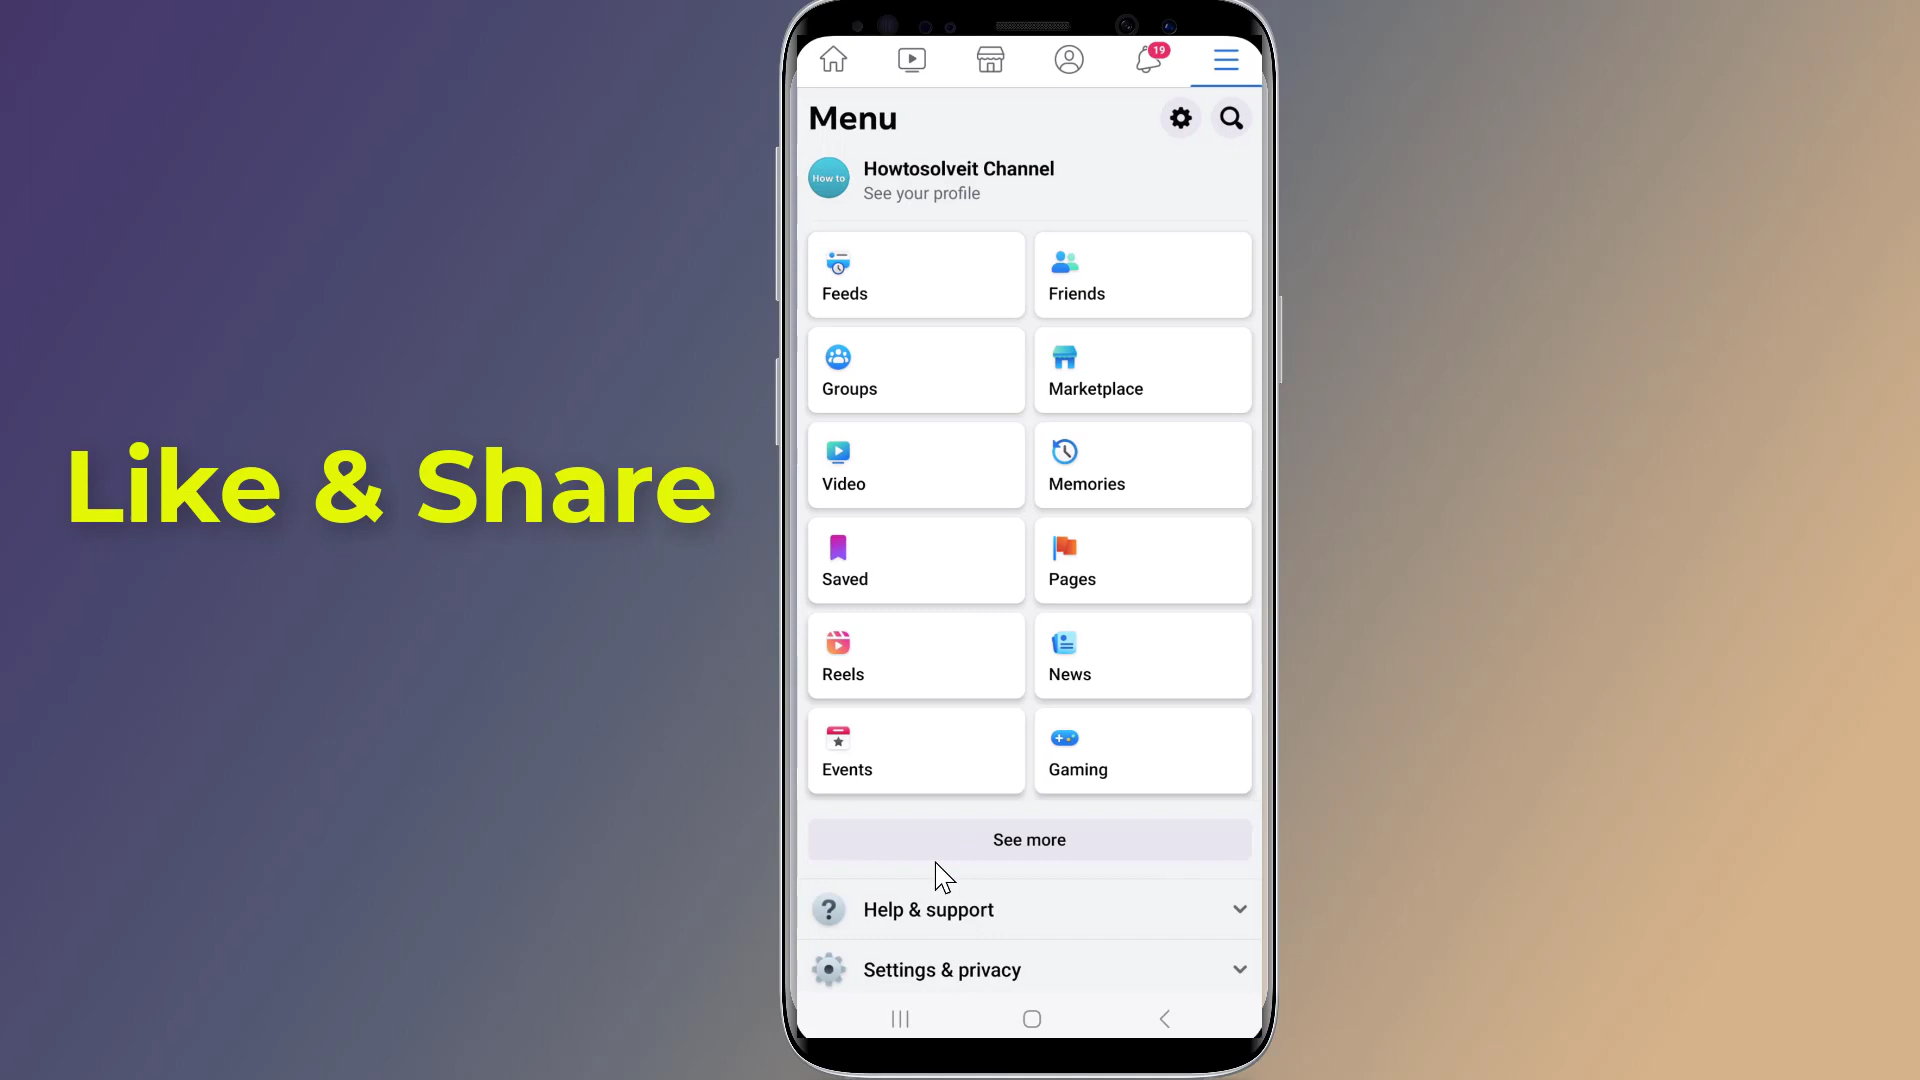 19
Menu
How to
Howtosolveit Channel
See your profile
Feeds
Friends
Groups
Marketplace
Like & Share
Video
Memories
Saved
Pages
Reels
News
Events
Gaming
See more
? Help & support
Settings & privacy